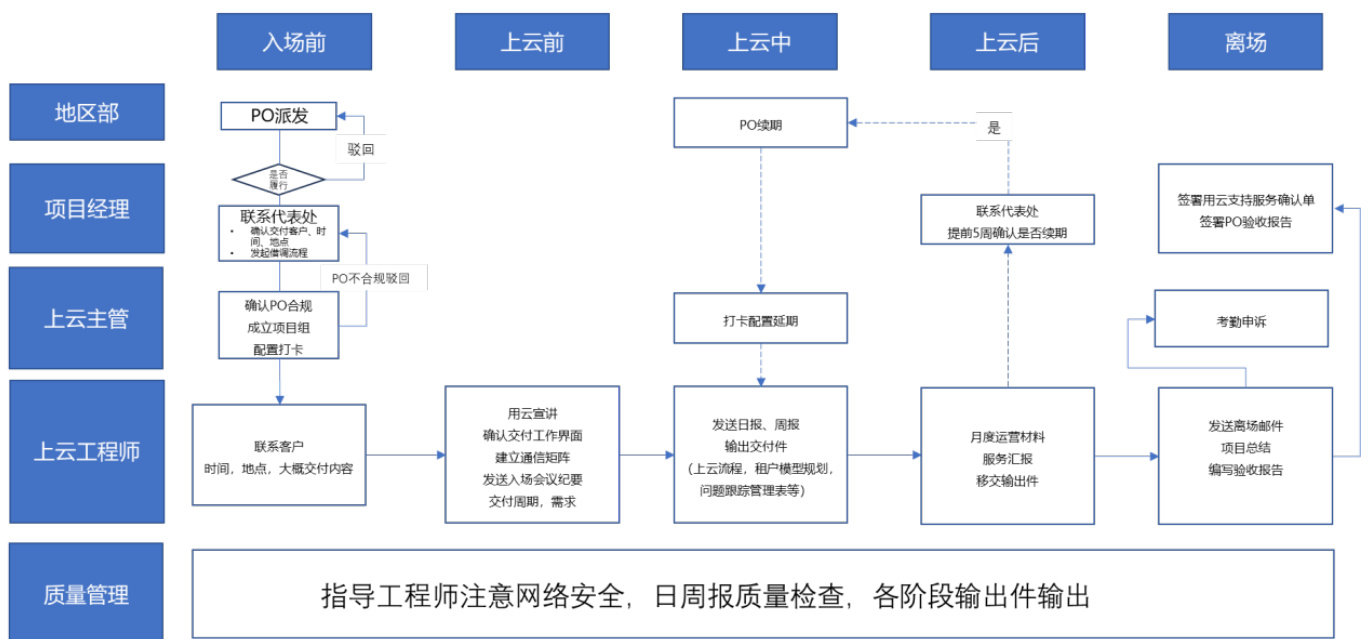 入场前
上云前
上云中
上云后
离场
地区部
PO派发
驳回
是否
履行
PO续期
是
项目经理
联系代表处
• 确认交付客户、时
间、地点
• 发起借调流程
PO不合规驳回
联系代表处
提前5周确认是否续期
签署用云支持服务确认单
签署PO验收报告
上云主管
确认PO合规
成立项目组
配置打卡
打卡配置延期
考勤申诉
上云工程师
联系客户
时间，地点，大概交付内容
用云宣讲
确认交付工作界面
建立通信矩阵
发送入场会议纪要
交付周期，需求
发送日报、周报
输出交付件
（上云流程，租户模型规划，
问题跟踪管理表等）
月度运营材料
服务汇报
移交输出件
发送离场邮件
项目总结
编写验收报告
质量管理
指导工程师注意网络安全，日周报质量检查，各阶段输出件输出